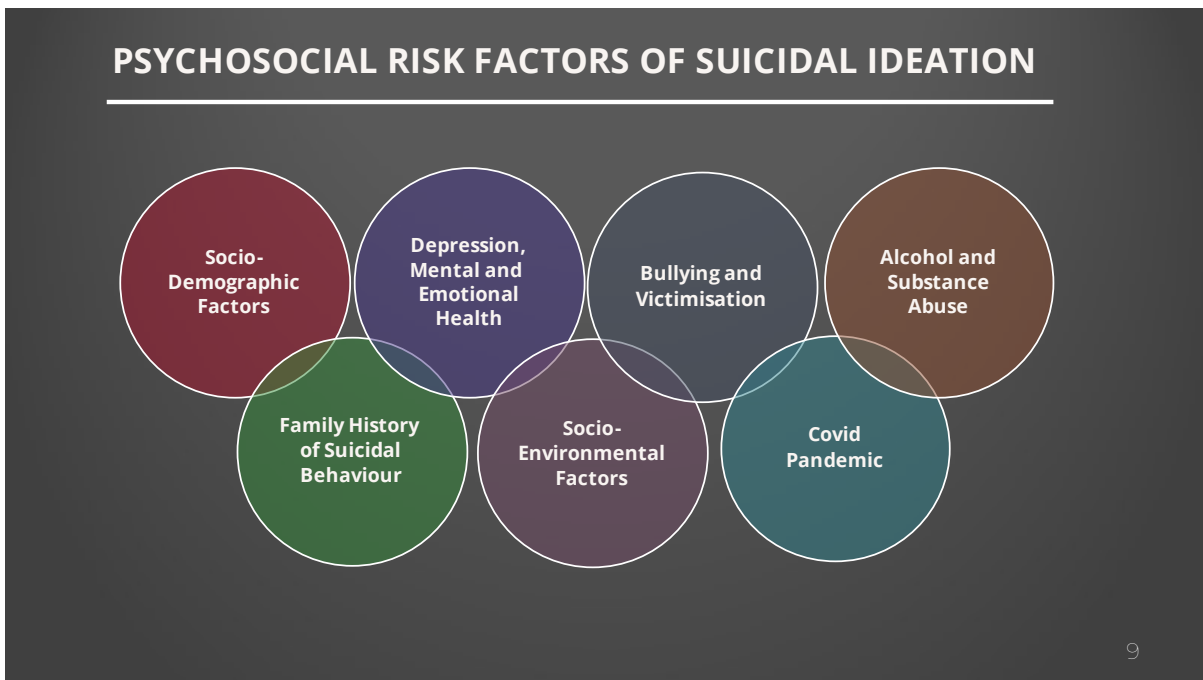 PSYCHOSOCIAL RISK FACTORS OF SUICIDAL IDEATION
Socio-
Demographic
Factors
Depression,
Mental and
Emotional
Health
Bullying and
Victimisation
Alcohol and
Substance
Abuse
Family History
of Suicidal
Behaviour
Socio-
Environmental
Factors
Covid
Pandemic
9